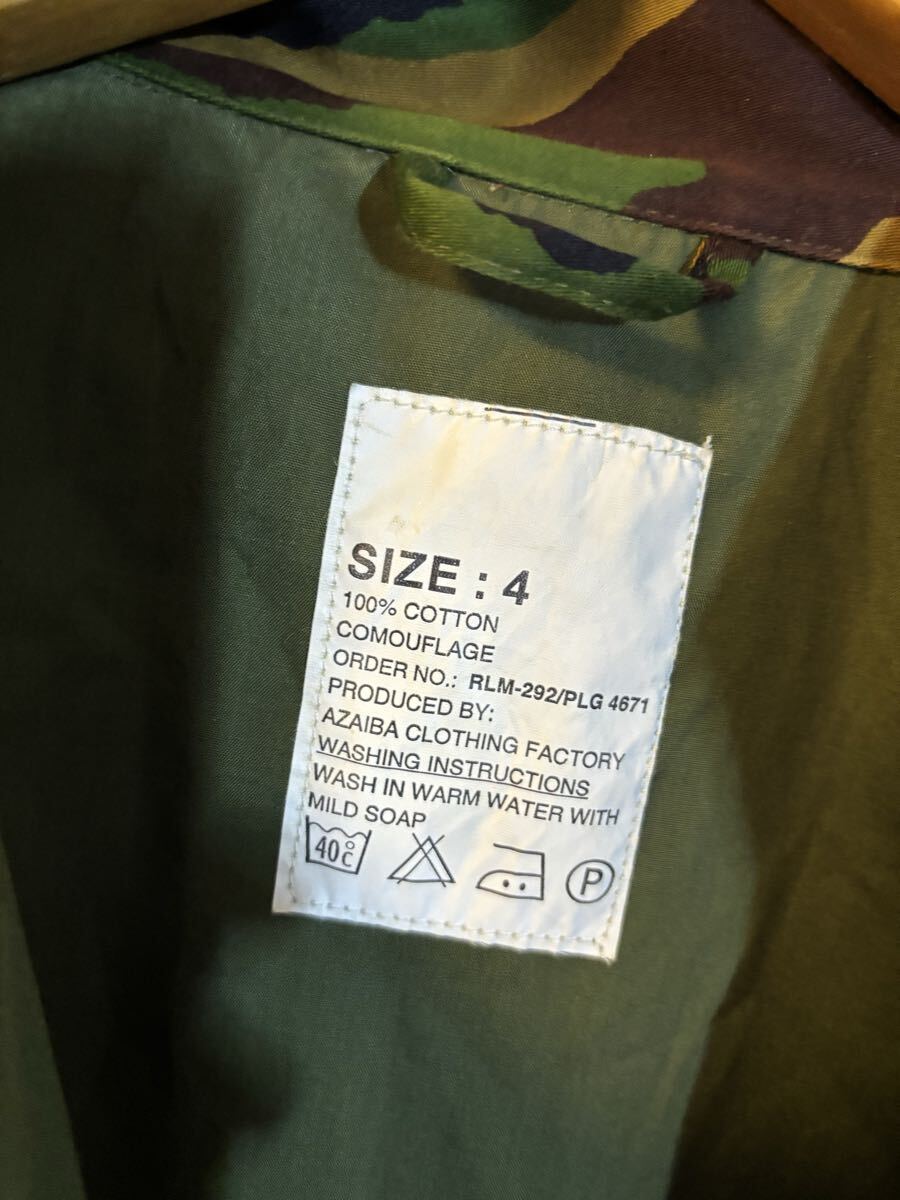 SIZE : 4
100% COTTON
COMOUFLAGE
ORDER NO.: RLM-292/PLG 4671
PRODUCED BY:
AZAIBA CLOTHING FACTORY
WASHING INSTRUCTIONS
WASH IN WARM WATER WITH
MILD SOAP
40°C P